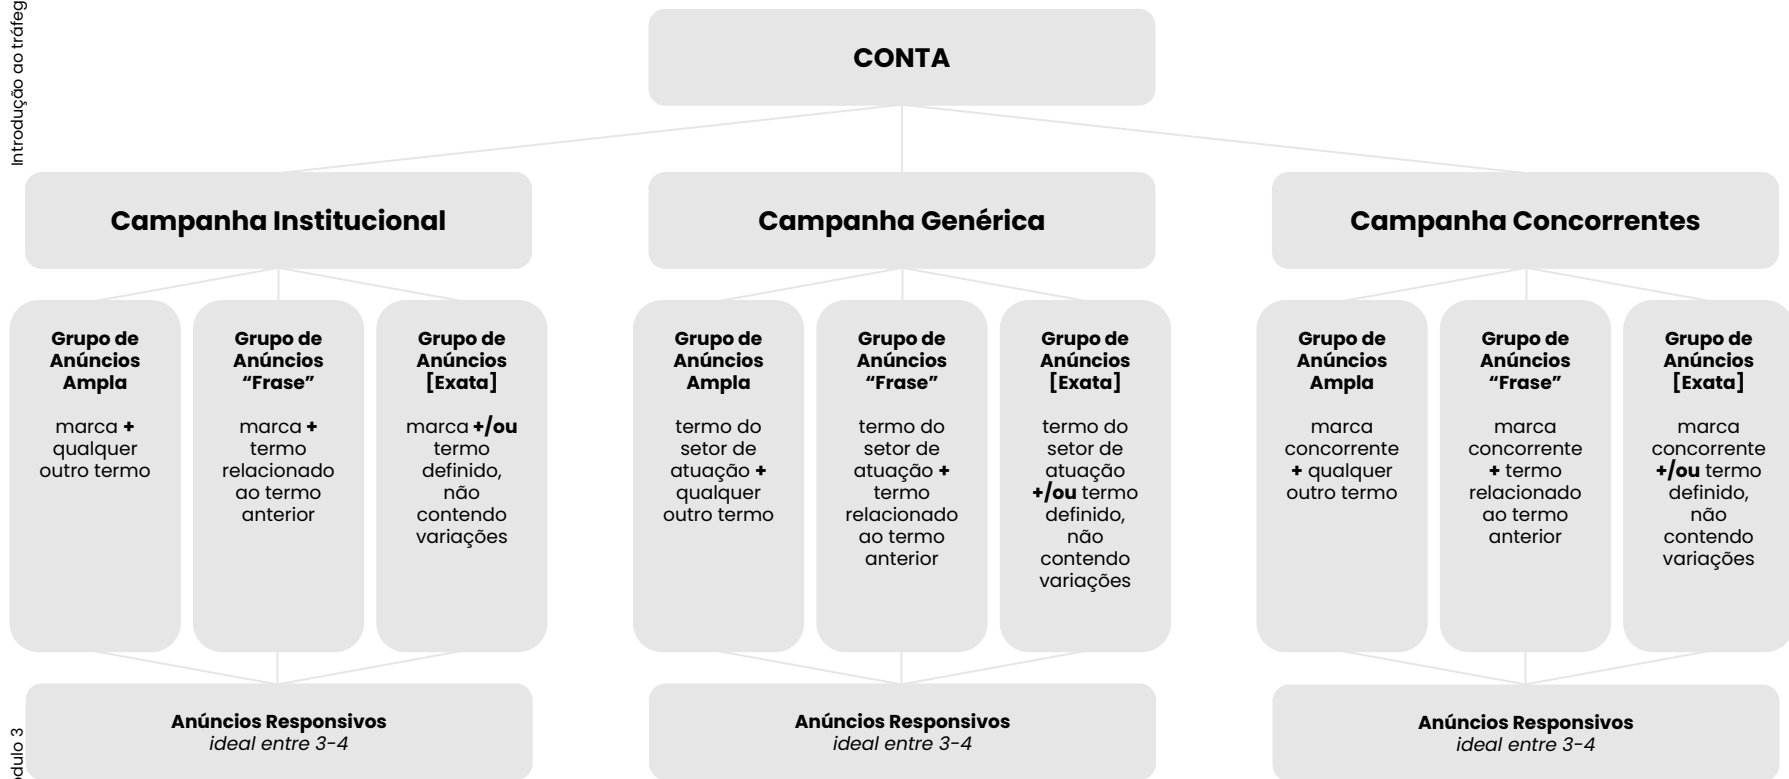 Introdução ao tráfeg
CONTA
Campanha Institucional
Campanha Genérica
Campanha Concorrentes
Grupo de
Anúncios
Ampla
marca +
qualquer
outro termo
Grupo de
Anúncios
“Frase”
marca +
termo
relacionado
ao termo
anterior
Grupo de
Anúncios
[Exata]
marca +/ou
termo
definido,
não
contendo
variações
Grupo de
Anúncios
Ampla
termo do
setor de
atuação +
qualquer
outro termo
Grupo de
Anúncios
“Frase”
termo do
setor de
atuação +
termo
relacionado
ao termo
anterior
Grupo de
Anúncios
[Exata]
termo do
setor de
atuação
+/ou termo
definido,
não
contendo
variações
Grupo de
Anúncios
Ampla
marca
concorrente
+ qualquer
outro termo
Grupo de
Anúncios
“Frase”
marca
concorrente
+ termo
relacionado
ao termo
anterior
Grupo de
Anúncios
[Exata]
marca
concorrente
+/ou termo
definido,
não
contendo
variações
Anúncios Responsivos
ideal entre 3-4
Anúncios Responsivos
ideal entre 3-4
Anúncios Responsivos
ideal entre 3-4
dulo 3